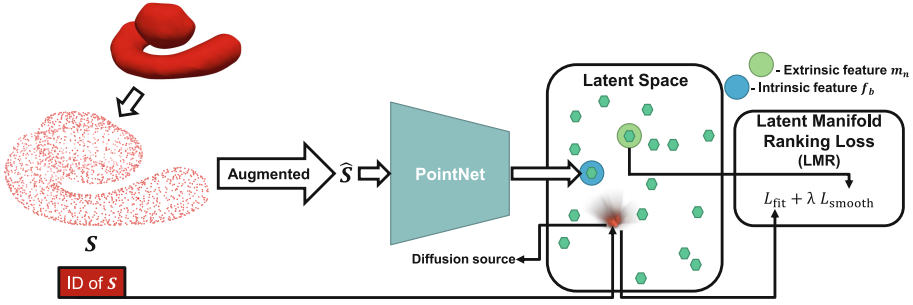 Latent Space
- Extrinsic feature m_n
- Intrinsic feature f_b
Latent Manifold
Ranking Loss
(LMR)
L_fit + λ L_smooth
PointNet
Augmented
Ŝ
S
Diffusion source
ID of S